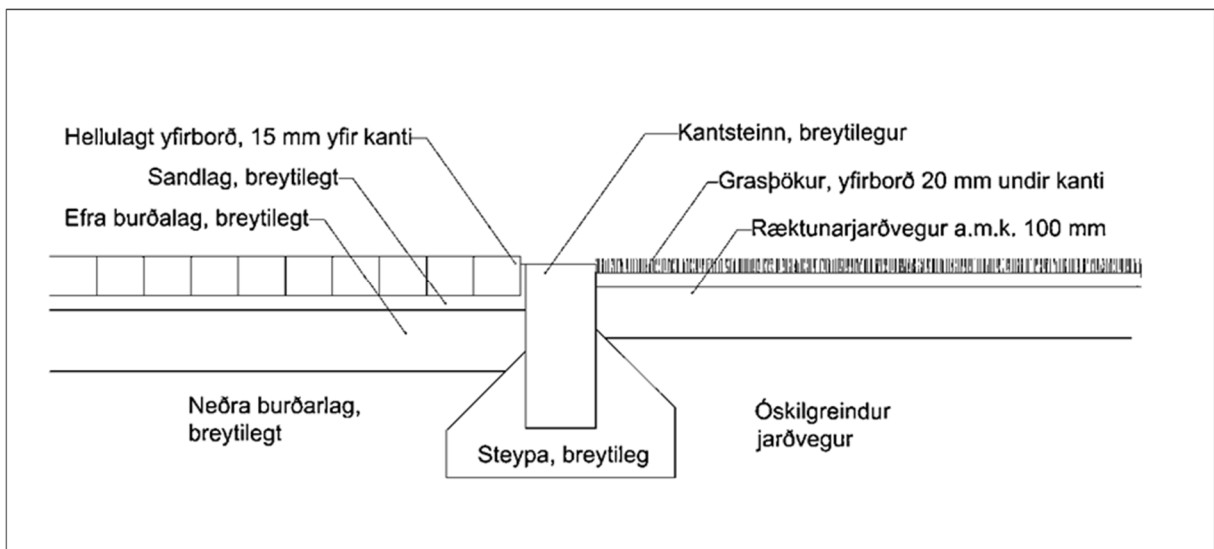 Hellulagt yfirborð, 15 mm yfir kanti
Sandlag, breytilegt
Efra burðalag, breytilegt
Kantsteinn, breytilegur
Grasþökur, yfirborð 20 mm undir kanti
Ræktunarjarðvegur a.m.k. 100 mm
Neðra burðarlag,
breytilegt
Steypa, breytileg
Óskilgreindur
jarðvegur